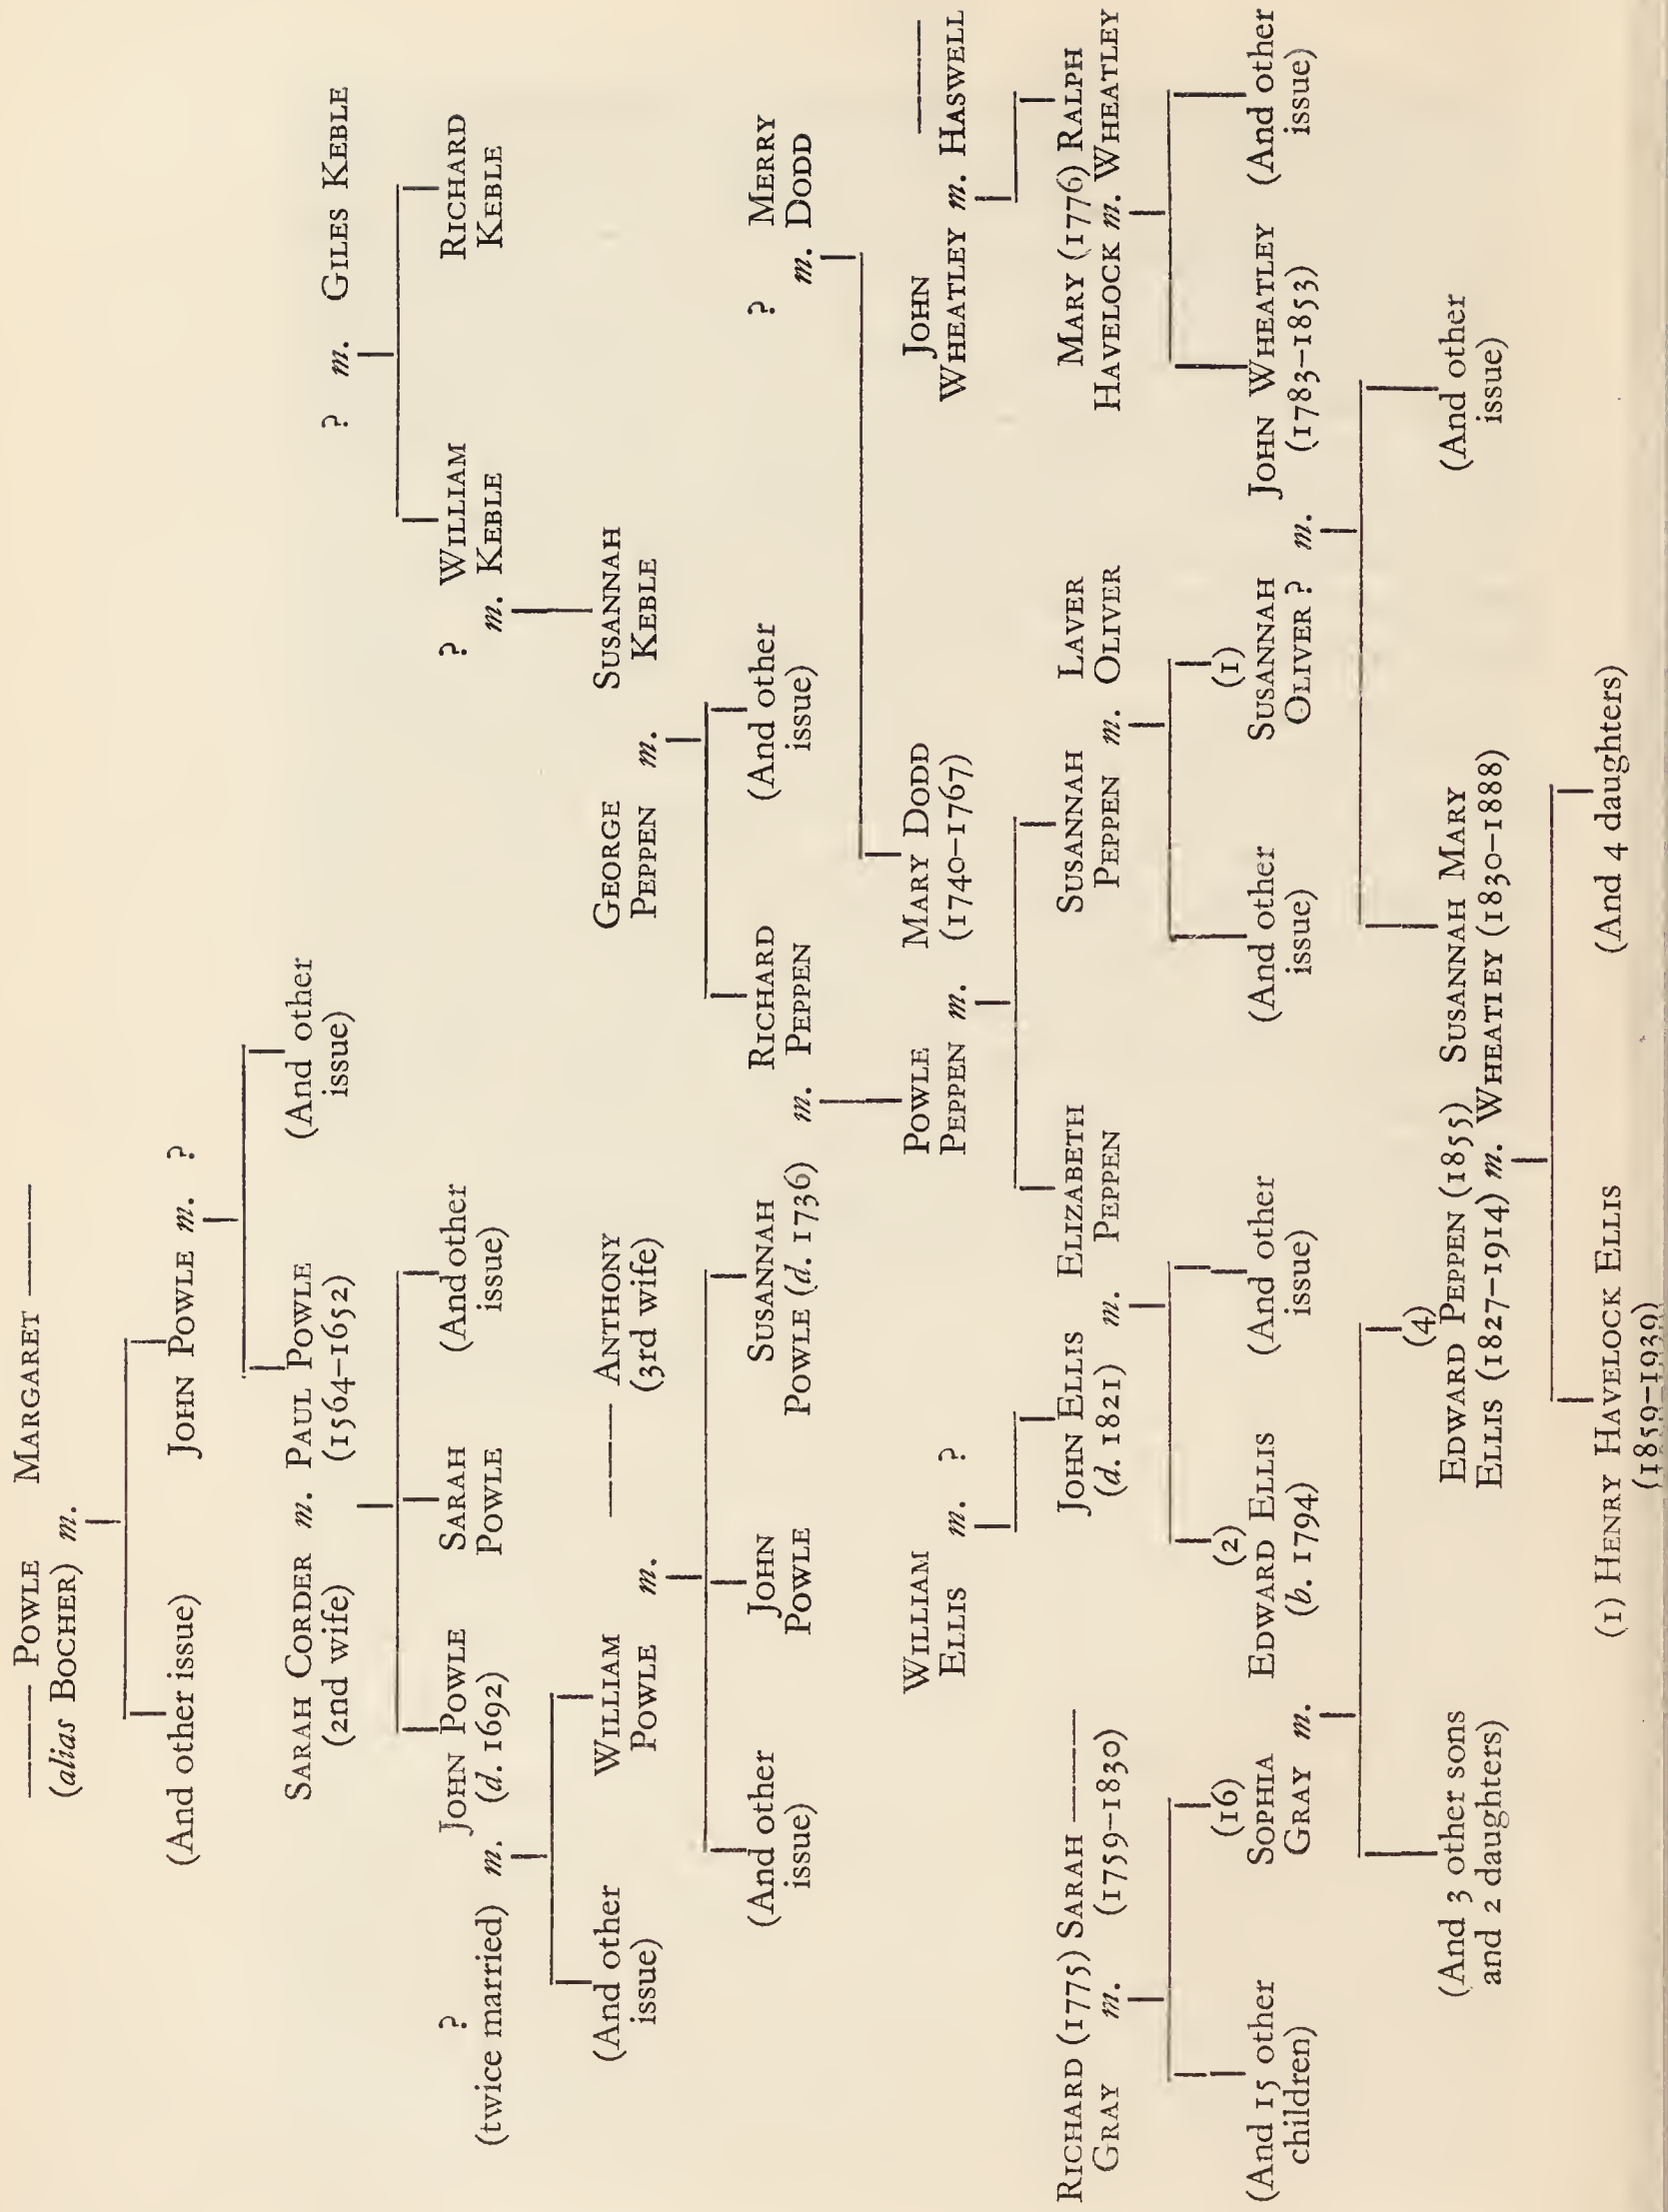 ——— POWLE MARGARET ———
(alias BOCHER) m.
(And other issue) JOHN POWLE m. ?
SARAH CORDER m. PAUL POWLE (And other
(2nd wife) (1564–1652) issue)
? m. GILES KEBLE
? JOHN POWLE SARAH (And other ? WILLIAM RICHARD
(twice married) m. (d. 1692) POWLE issue) m. KEBLE KEBLE
(And other WILLIAM ——— ANTHONY GEORGE SUSANNAH
issue) POWLE m. (3rd wife) PEPPEN m. KEBLE
(And other JOHN SUSANNAH RICHARD (And other ? MERRY
issue) POWLE POWLE (d. 1736) m. PEPPEN issue) m. DODD
WILLIAM POWLE MARY DODD JOHN ———
ELLIS m. ? PEPPEN m. (1740–1767) WHEATLEY m. HASWELL
RICHARD (1775) SARAH ——— JOHN ELLIS ELIZABETH SUSANNAH LAVER MARY (1776) RALPH
GRAY m. (1759–1830) (d. 1821) m. PEPPEN PEPPEN m. OLIVER HAVELOCK m. WHEATLEY
(16) (2) (1)
(And 15 other SOPHIA EDWARD ELLIS (And other (And other SUSANNAH JOHN WHEATLEY (And other
children) GRAY m. (b. 1794) issue) issue) OLIVER ? m. (1783–1853) issue)
(4)
(And 3 other sons EDWARD PEPPEN (1855) SUSANNAH MARY (And other
and 2 daughters) ELLIS (1827–1914) m. WHEATLEY (1830–1888) issue)
(1) HENRY HAVELOCK ELLIS (And 4 daughters)
(1859–1939)